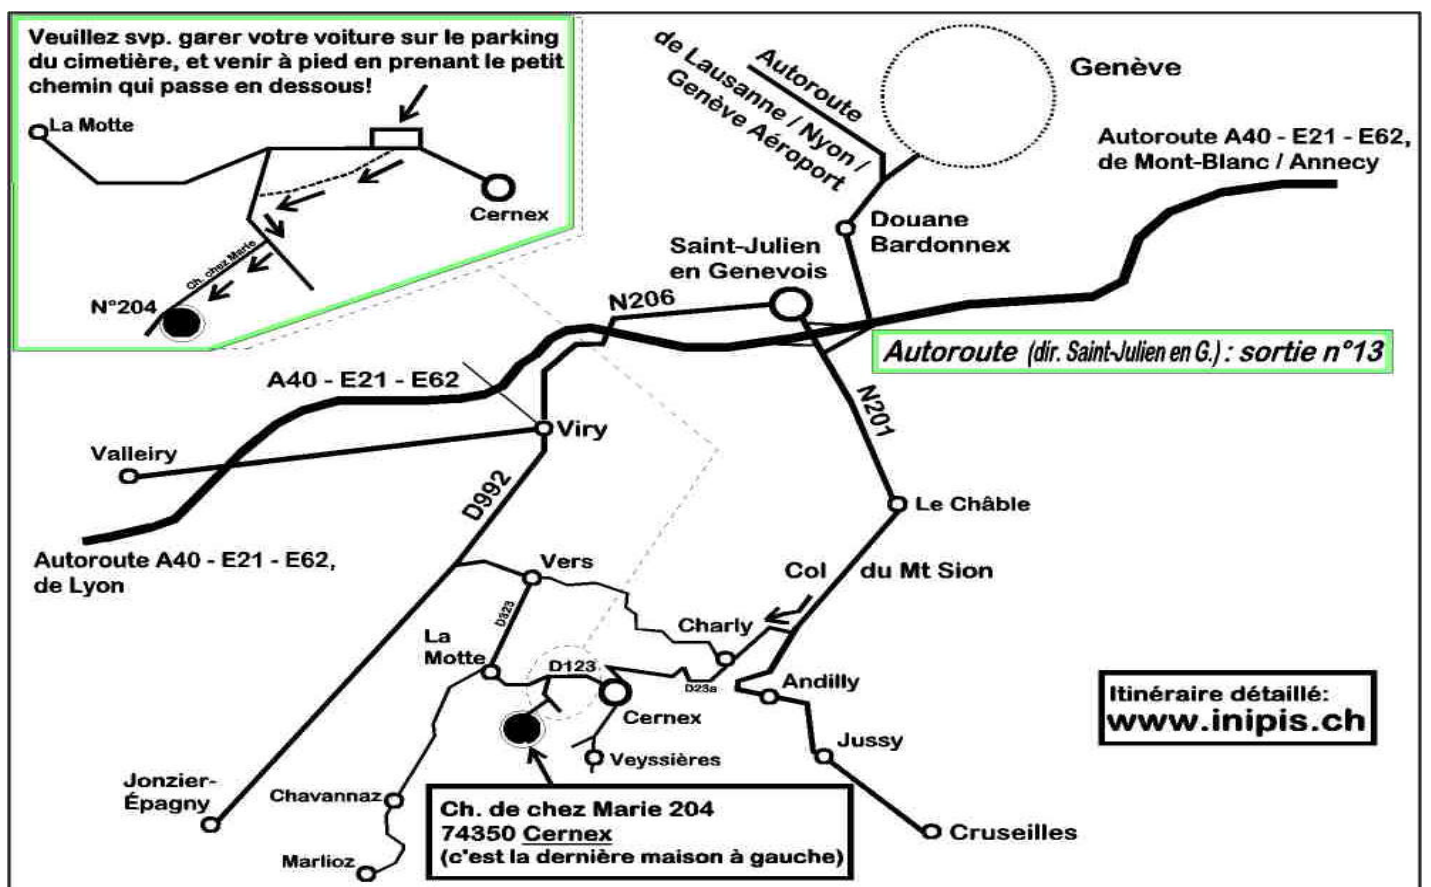 Veuillez svp. garer votre voiture sur le parking
du cimetière, et venir à pied en prenant le petit
chemin qui passe en dessous!
La Motte
Cernex
Ch. chez Marie
N°204
Autoroute
de Lausanne / Nyon /
Genève Aéroport
Genève
Autoroute A40 - E21 - E62,
de Mont-Blanc / Annecy
Douane
Bardonnex
Saint-Julien
en Genevois
N206
Autoroute (dir. Saint-Julien en G.) : sortie n°13
A40 - E21 - E62
N201
Viry
Valleiry
D992
Le Châble
Autoroute A40 - E21 - E62,
de Lyon
Vers
Col du Mt Sion
D323
Charly
La
Motte
D123
D23a
Andilly
Cernex
Itinéraire détaillé:
www.inipis.ch
Jussy
Veyssières
Jonzier-
Épagny
Chavannaz
Ch. de chez Marie 204
74350 Cernex
(c'est la dernière maison à gauche)
Cruseilles
Marlioz